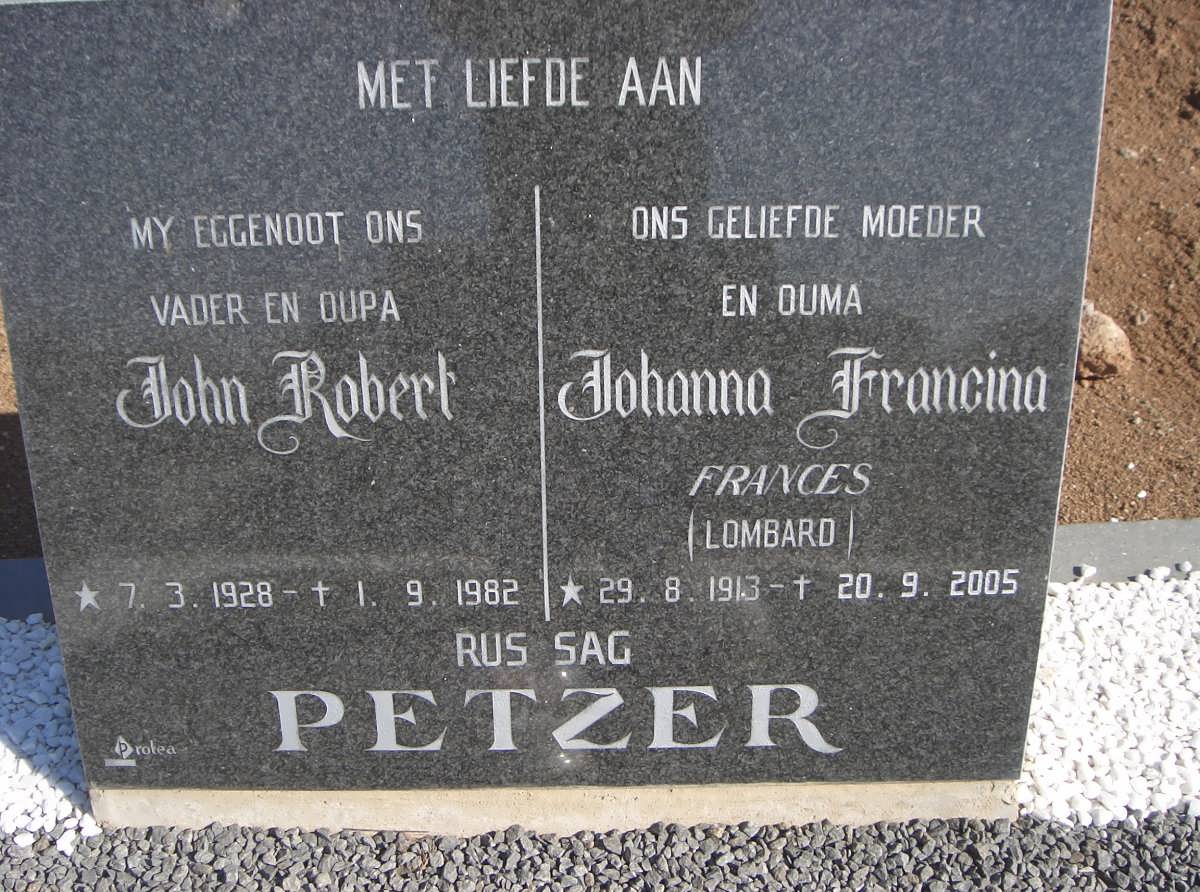 MET LIEFDE AAN
MY EGGENOOT ONS
VADER EN OUPA
John Robert
★ 7. 3. 1928 – † 1. 9. 1982
ONS GELIEFDE MOEDER
EN OUMA
Johanna Francina
FRANCES
(LOMBARD)
★ 29. 8. 1913 – † 20. 9. 2005
RUS SAG
PETZER
Protea